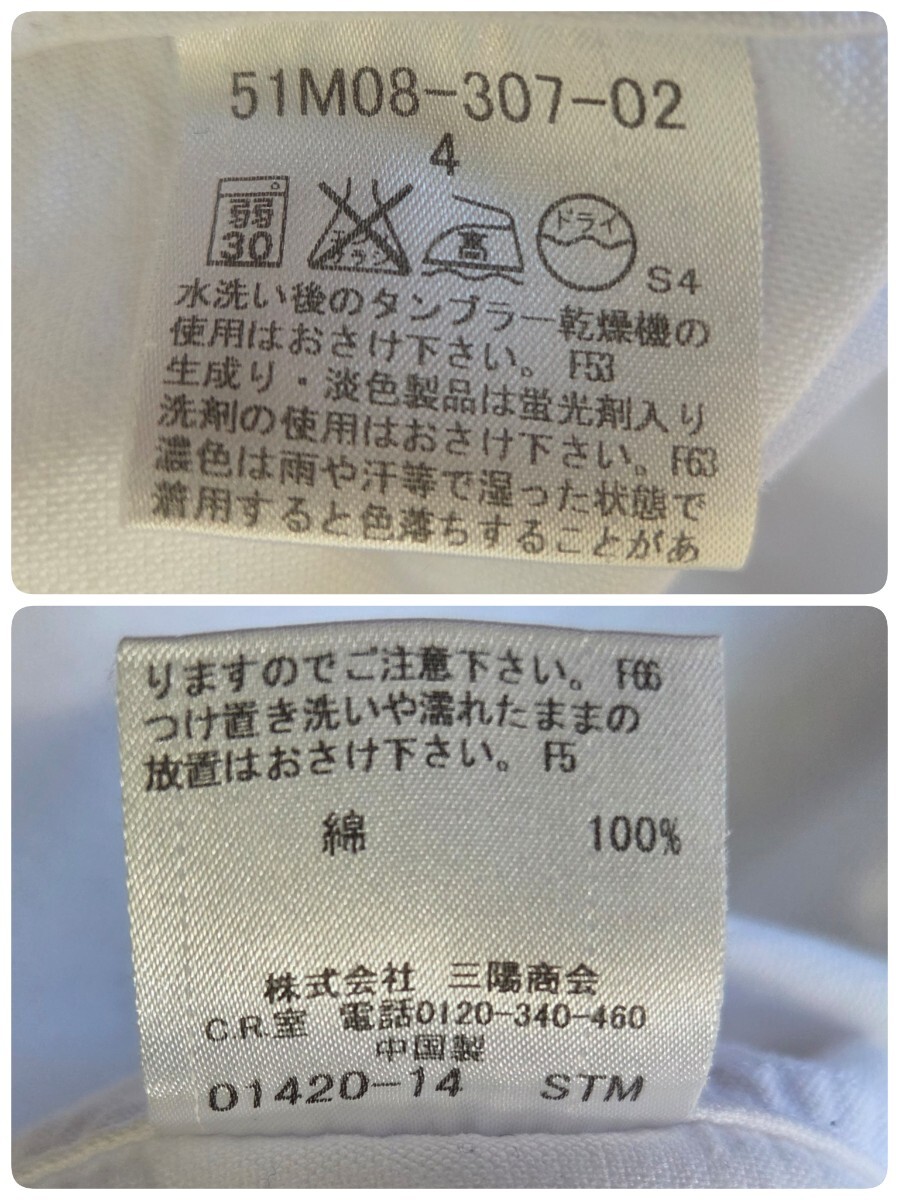 51M08-307-02
4
弱
30
エンソ
サラシ
高
ドライ
S4
水洗い後のタンブラー乾燥機の
使用はおさけ下さい。 F53
生成り・淡色製品は蛍光剤入り
洗剤の使用はおさけ下さい。F63
濃色は雨や汗等で湿った状態で
着用すると色落ちすることがあ
りますのでご注意下さい。 F66
つけ置き洗いや濡れたままの
放置はおさけ下さい。 F5
綿 100%
株式会社 三陽商会
C.R.室 電話0120-340-460
中国製
01420-14 STM